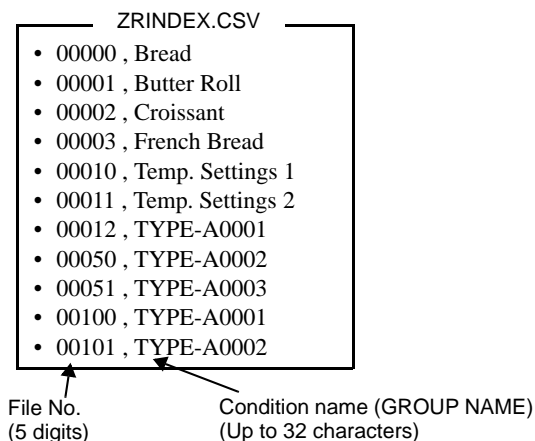 ZRINDEX.CSV
• 00000 , Bread
• 00001 , Butter Roll
• 00002 , Croissant
• 00003 , French Bread
• 00010 , Temp. Settings 1
• 00011 , Temp. Settings 2
• 00012 , TYPE-A0001
• 00050 , TYPE-A0002
• 00051 , TYPE-A0003
• 00100 , TYPE-A0001
• 00101 , TYPE-A0002
File No.
(5 digits)
Condition name (GROUP NAME)
(Up to 32 characters)